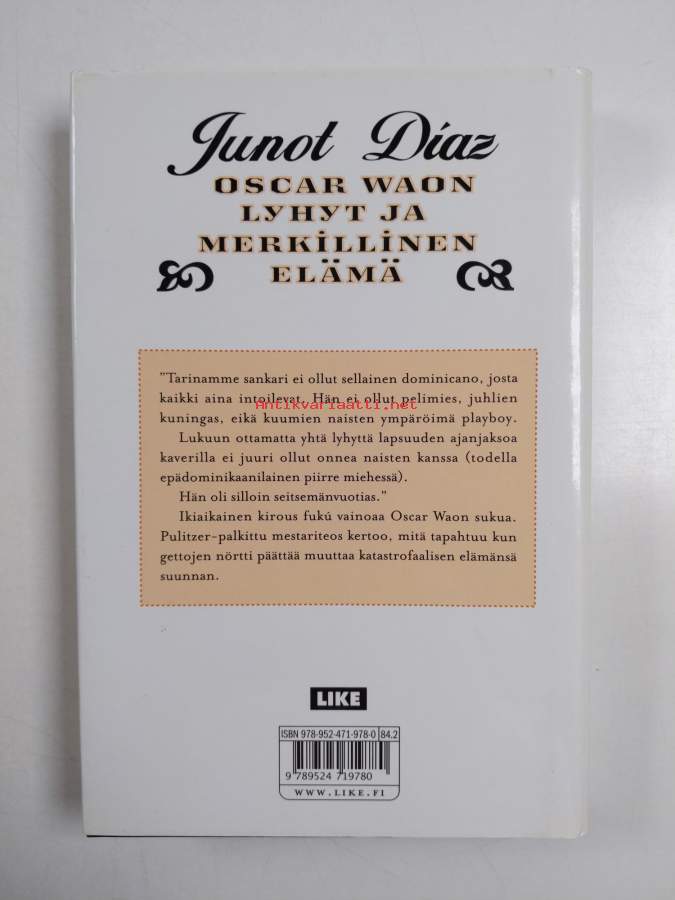 Junot Díaz
OSCAR WAON
LYHYT JA
MERKILLINEN
ELÄMÄ
"Tarinamme sankari ei ollut sellainen dominicano, josta
kaikki aina intoilevat. Hän ei ollut pelimies, juhlien
Antikvariaatti.net
kuningas, eikä kuumien naisten ympäröimä playboy.
Lukuun ottamatta yhtä lyhyttä lapsuuden ajanjaksoa
kaverilla ei juuri ollut onnea naisten kanssa (todella
epädominikaanilainen piirre miehessä).
Hän oli silloin seitsemänvuotias."
Ikiaikainen kirous fukú vainoaa Oscar Waon sukua.
Pulitzer-palkittu mestariteos kertoo, mitä tapahtuu kun
gettojen nörtti päättää muuttaa katastrofaalisen elämänsä
suunnan.
LIKE
ISBN 978-952-471-978-0 84.2
9 789524 719780
WWW.LIKE.FI